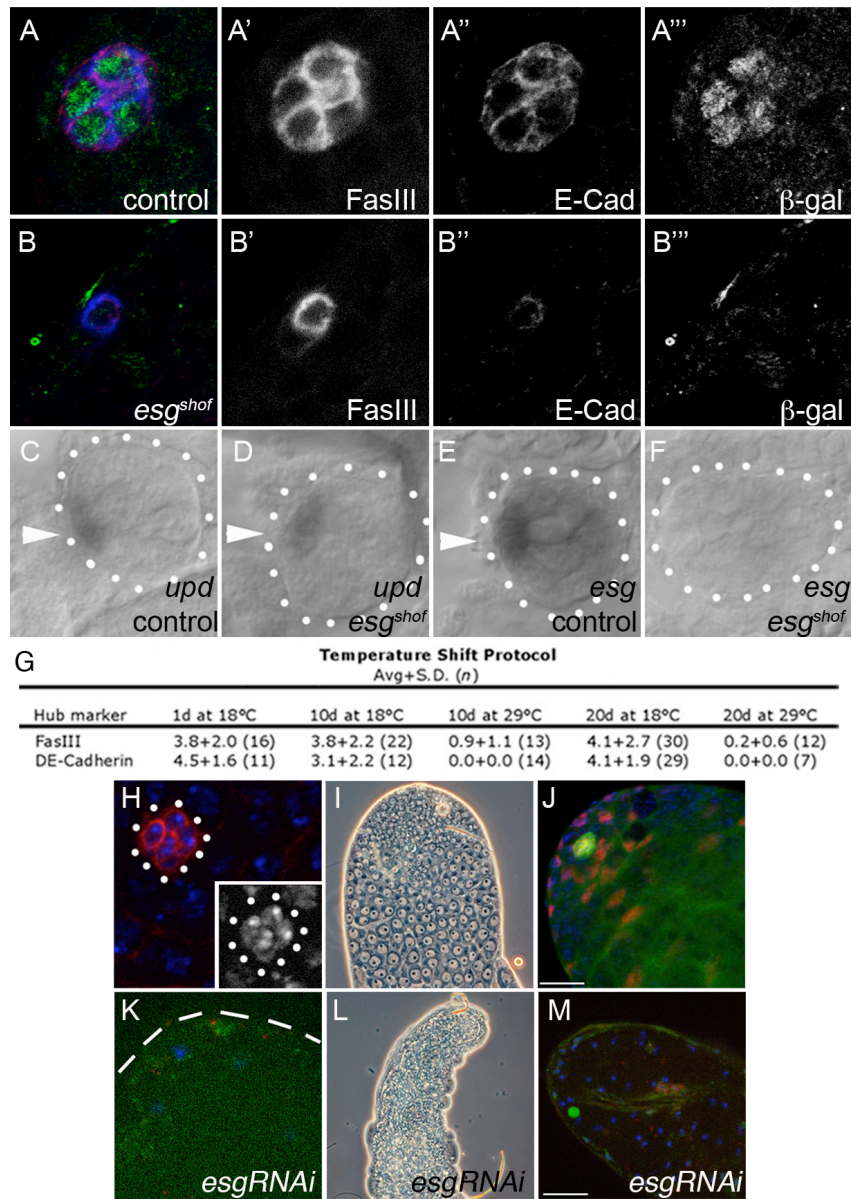 A A' A'' A'''
control FasIII E-Cad β-gal
B B' B'' B'''
esgshof FasIII E-Cad β-gal
C D E F
upd upd esg esg
control esgshof control esgshof
G
Temperature Shift Protocol
Avg+S.D. (n)
Hub marker 1d at 18°C 10d at 18°C 10d at 29°C 20d at 18°C 20d at 29°C
FasIII 3.8+2.0 (16) 3.8+2.2 (22) 0.9+1.1 (13) 4.1+2.7 (30) 0.2+0.6 (12)
DE-Cadherin 4.5+1.6 (11) 3.1+2.2 (12) 0.0+0.0 (14) 4.1+1.9 (29) 0.0+0.0 (7)
H I J
K L M
esgRNAi esgRNAi esgRNAi